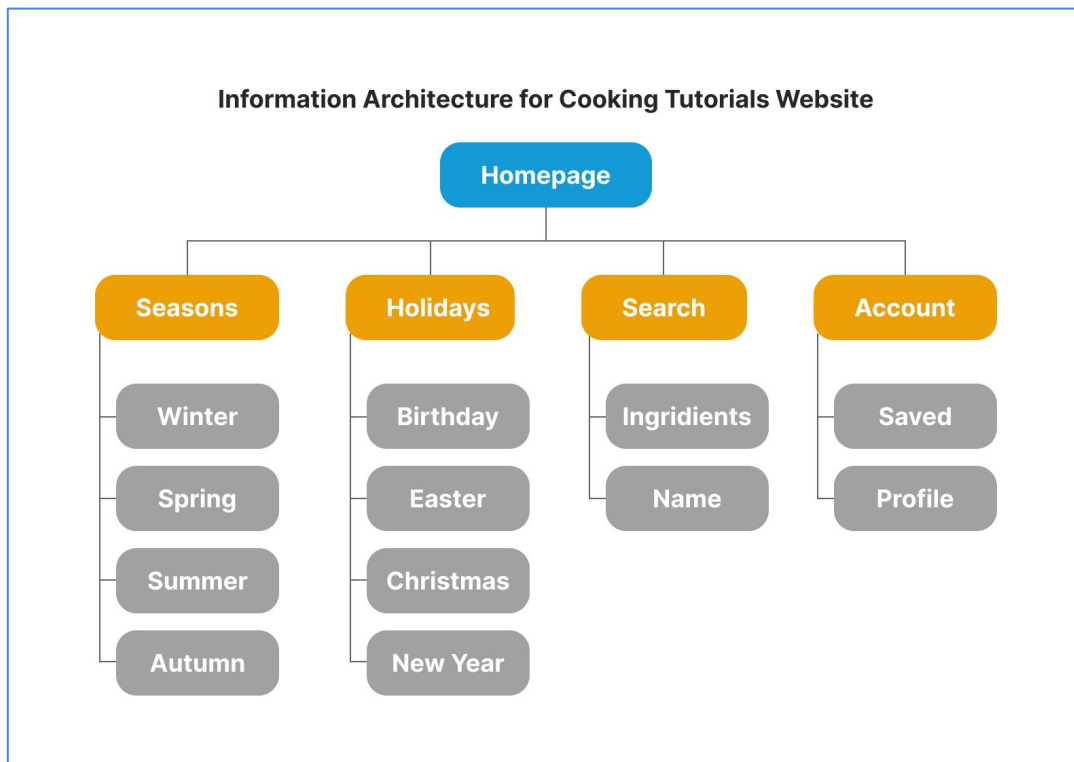 Information Architecture for Cooking Tutorials Website
Homepage
Seasons
Winter
Spring
Summer
Autumn
Holidays
Birthday
Easter
Christmas
New Year
Search
Ingridients
Name
Account
Saved
Profile